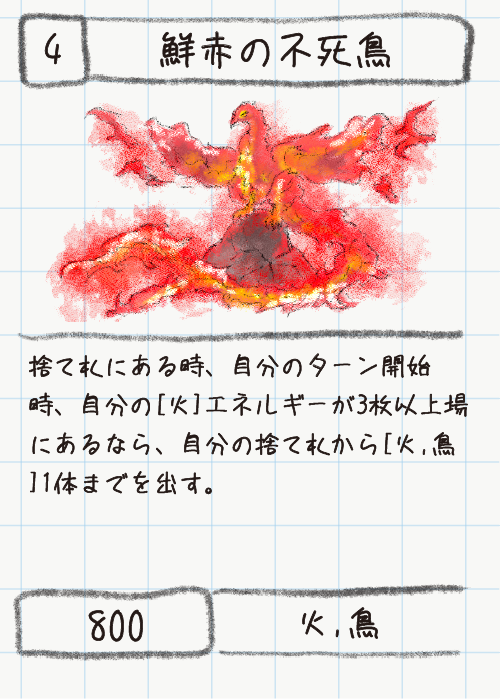 4
鮮赤の不死鳥
捨て札にある時、自分のターン開始
時、自分の[火]エネルギーが3枚以上場
にあるなら、自分の捨て札から[火,鳥
]1体までを出す。
800
火,鳥